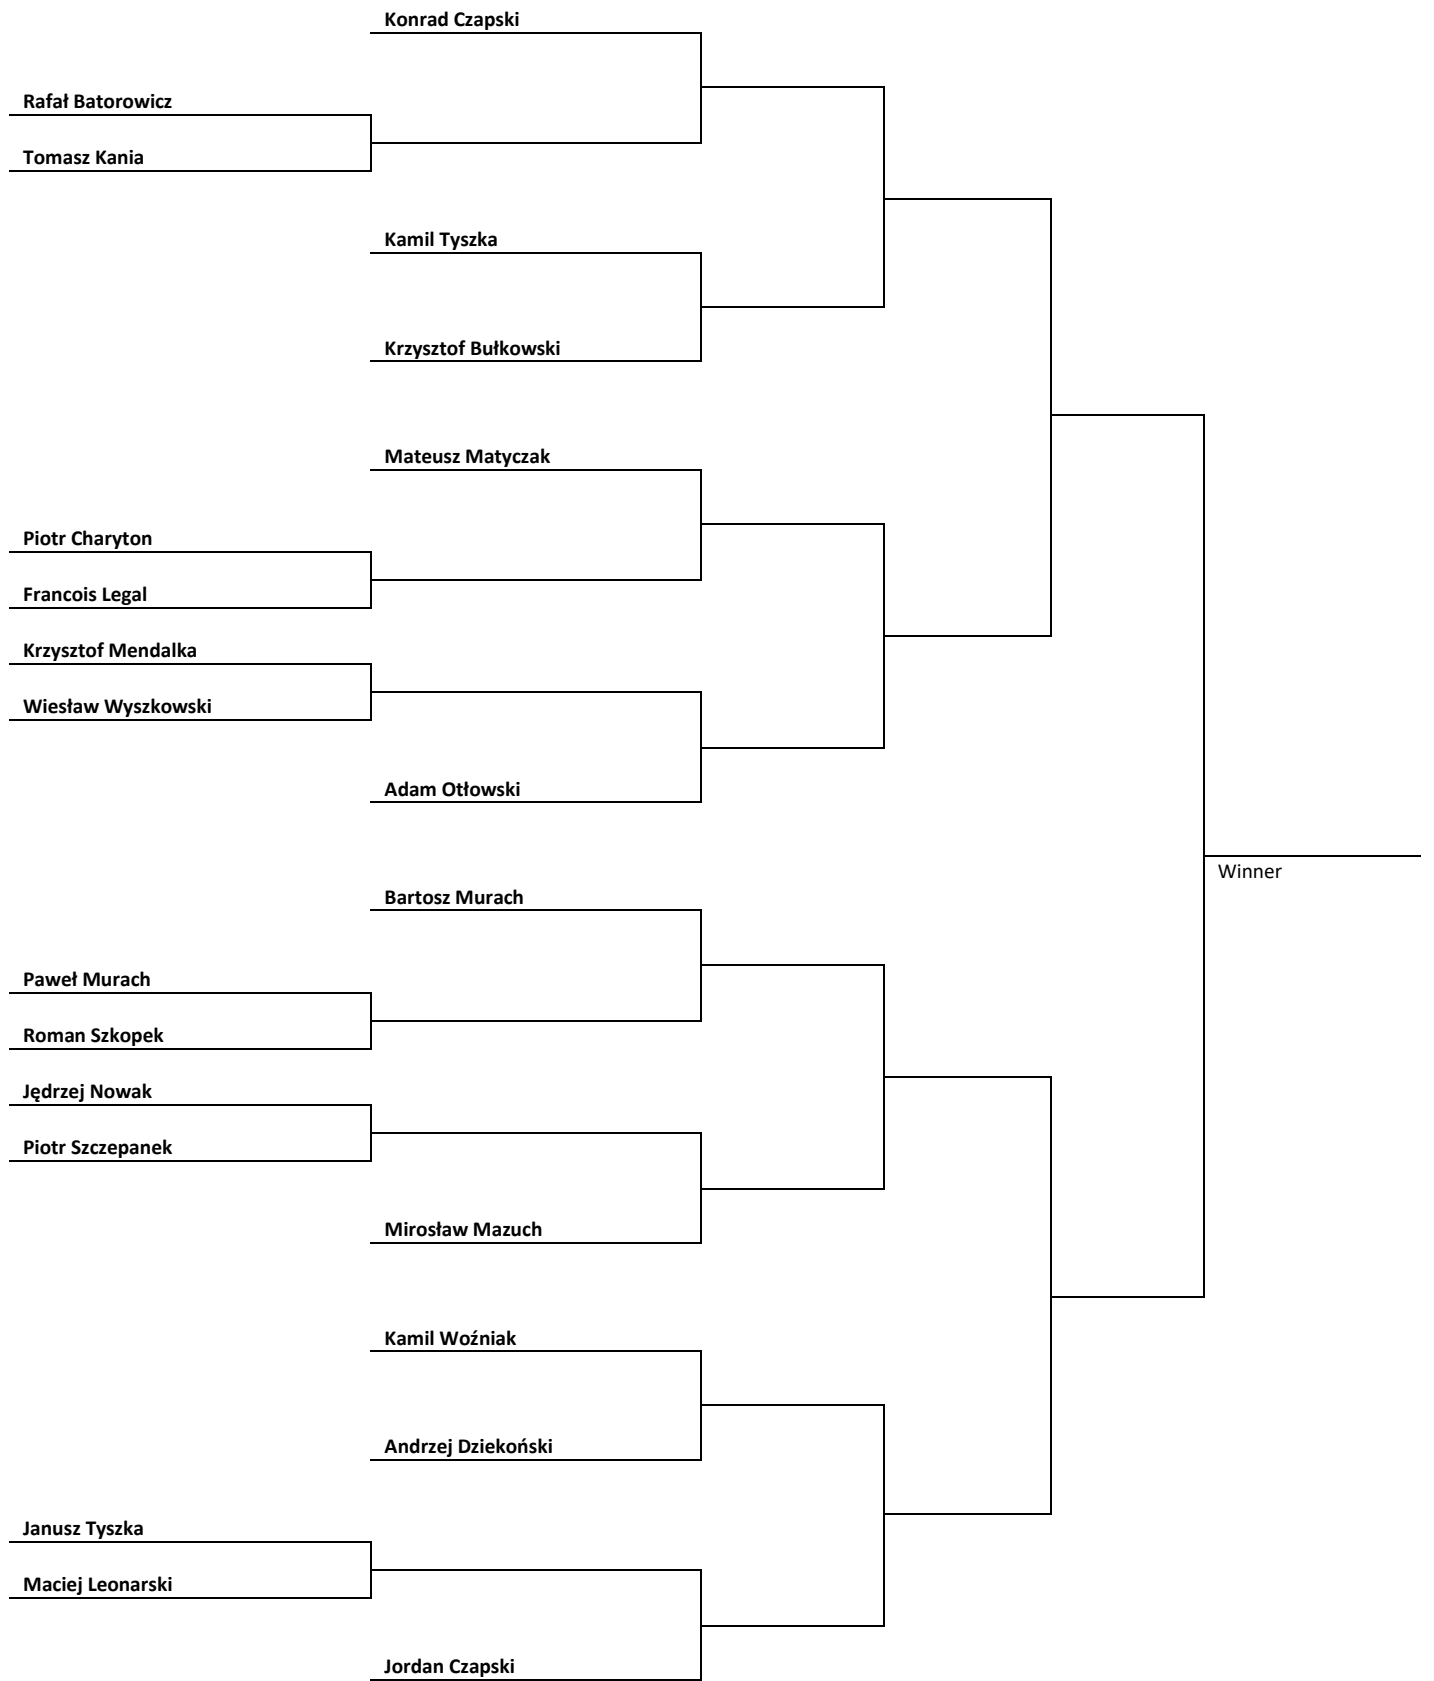 Konrad Czapski
Rafał Batorowicz
Tomasz Kania
Kamil Tyszka
Krzysztof Bułkowski
Mateusz Matyczak
Piotr Charyton
Francois Legal
Krzysztof Mendalka
Wiesław Wyszkowski
Adam Otłowski
Winner
Bartosz Murach
Paweł Murach
Roman Szkopek
Jędrzej Nowak
Piotr Szczepanek
Mirosław Mazuch
Kamil Woźniak
Andrzej Dziekoński
Janusz Tyszka
Maciej Leonarski
Jordan Czapski